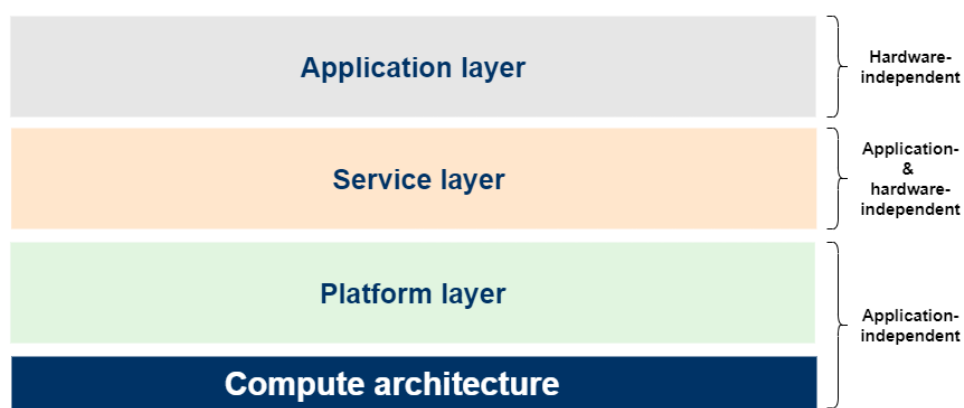 Application layer
Hardware-
independent
Service layer
Application-
&
hardware-
independent
Platform layer
Application-
independent
Compute architecture